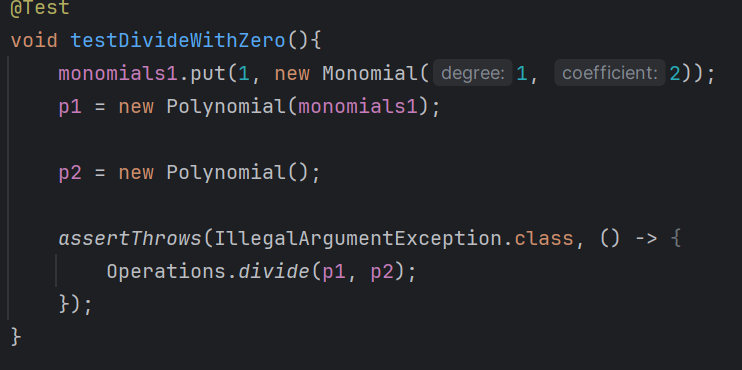 @Test
void testDivideWithZero(){
    monomials1.put(1, new Monomial( degree: 1, coefficient: 2));
    p1 = new Polynomial(monomials1);
    p2 = new Polynomial();
    assertThrows(IllegalArgumentException.class, () -> {
        Operations.divide(p1, p2);
    });
}